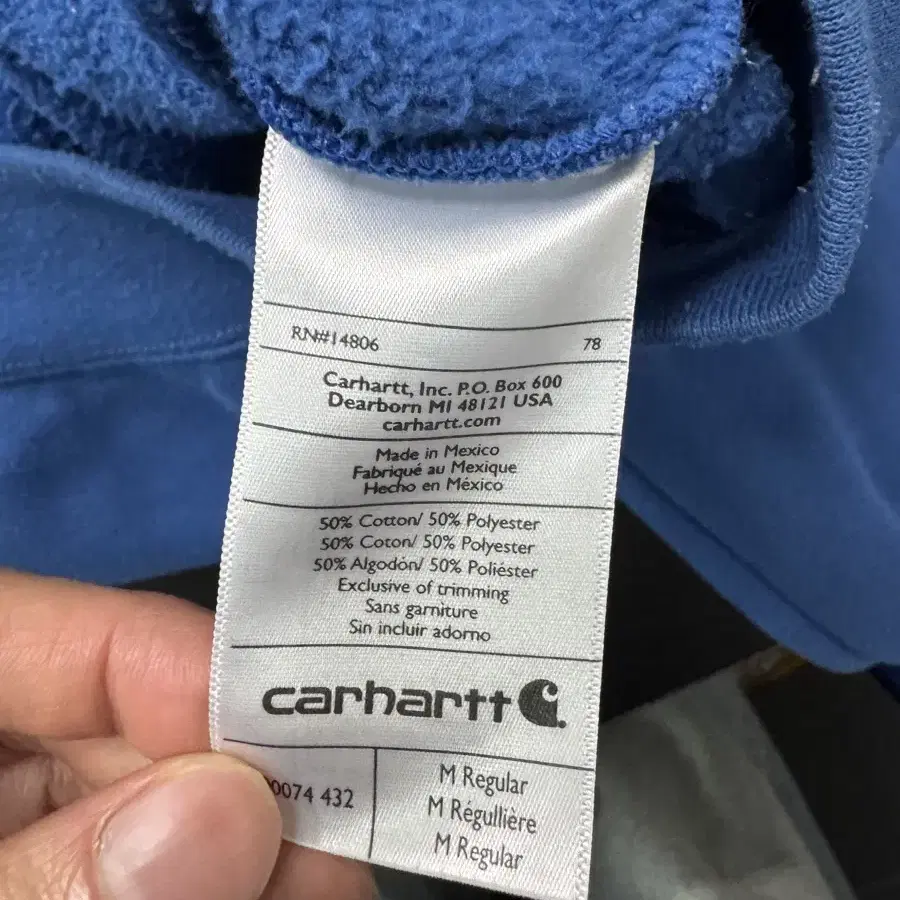 RN#14806 78
Carhartt, Inc. P.O. Box 600
Dearborn MI 48121 USA
carhartt.com
Made in Mexico
Fabriqué au Mexique
Hecho en México
50% Cotton/ 50% Polyester
50% Coton/ 50% Polyester
50% Algodón/ 50% Poliéster
Exclusive of trimming
Sans garniture
Sin incluir adorno
carhartt
432
M Regular
M Régullière
M Regular